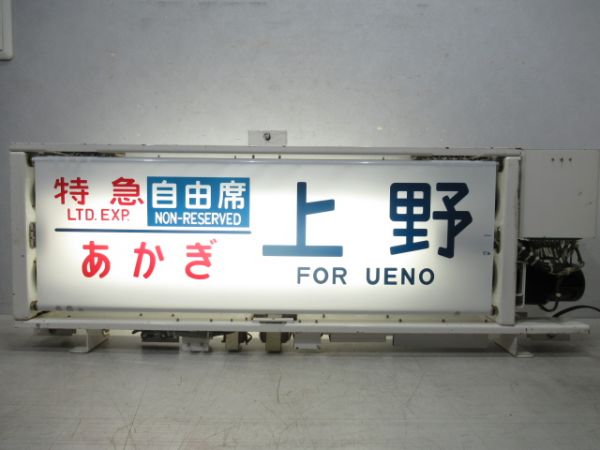 特急
LTD. EXP.
自由席
NON-RESERVED
あかぎ
上野
FOR UENO